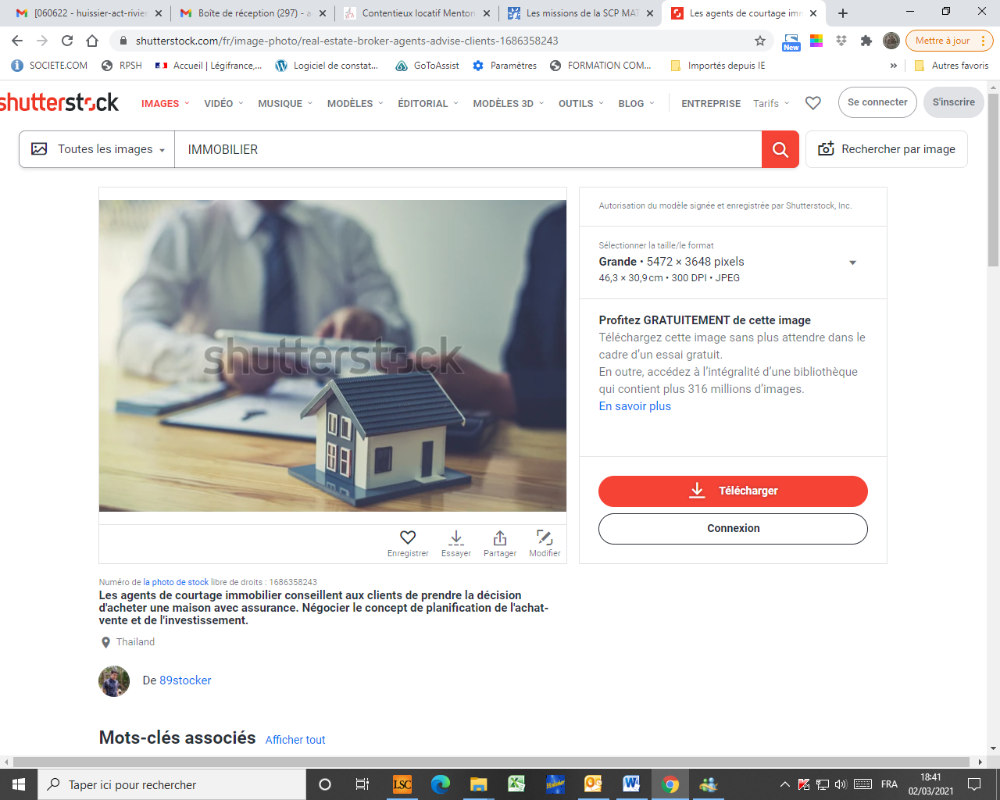 [060622 - huissier-act-rivier
Boîte de réception (297) - a
Contentieux locatif Menton
Les missions de la SCP MAT
Les agents de courtage imm
shutterstock.com/fr/image-photo/real-estate-broker-agents-advise-clients-1686358243
New
Mettre à jour
SOCIETE.COM
RPSH
Accueil | Légifrance,...
Logiciel de constat...
GoToAssist
Paramètres
FORMATION COM...
Importés depuis IE
»
Autres favoris
shutterstock
IMAGES
VIDÉO
MUSIQUE
MODÈLES
ÉDITORIAL
MODÈLES 3D
OUTILS
BLOG
ENTREPRISE
Tarifs
Se connecter
S'inscrire
Toutes les images
IMMOBILIER
Rechercher par image
shutterstock
Autorisation du modèle signée et enregistrée par Shutterstock, Inc.
Sélectionner la taille/le format
Grande • 5472 × 3648 pixels
46,3 × 30,9 cm • 300 DPI • JPEG
Profitez GRATUITEMENT de cette image
Téléchargez cette image sans plus attendre dans le
cadre d’un essai gratuit.
En outre, accédez à l’intégralité d’une bibliothèque
qui contient plus 316 millions d’images.
En savoir plus
Télécharger
Connexion
Enregistrer
Essayer
Partager
Modifier
Numéro de la photo de stock libre de droits : 1686358243
Les agents de courtage immobilier conseillent aux clients de prendre la décision
d'acheter une maison avec assurance. Négocier le concept de planification de l'achat-
vente et de l'investissement.
Thailand
De 89stocker
Mots-clés associés Afficher tout
Taper ici pour rechercher
LSC
FRA
18:41
02/03/2021